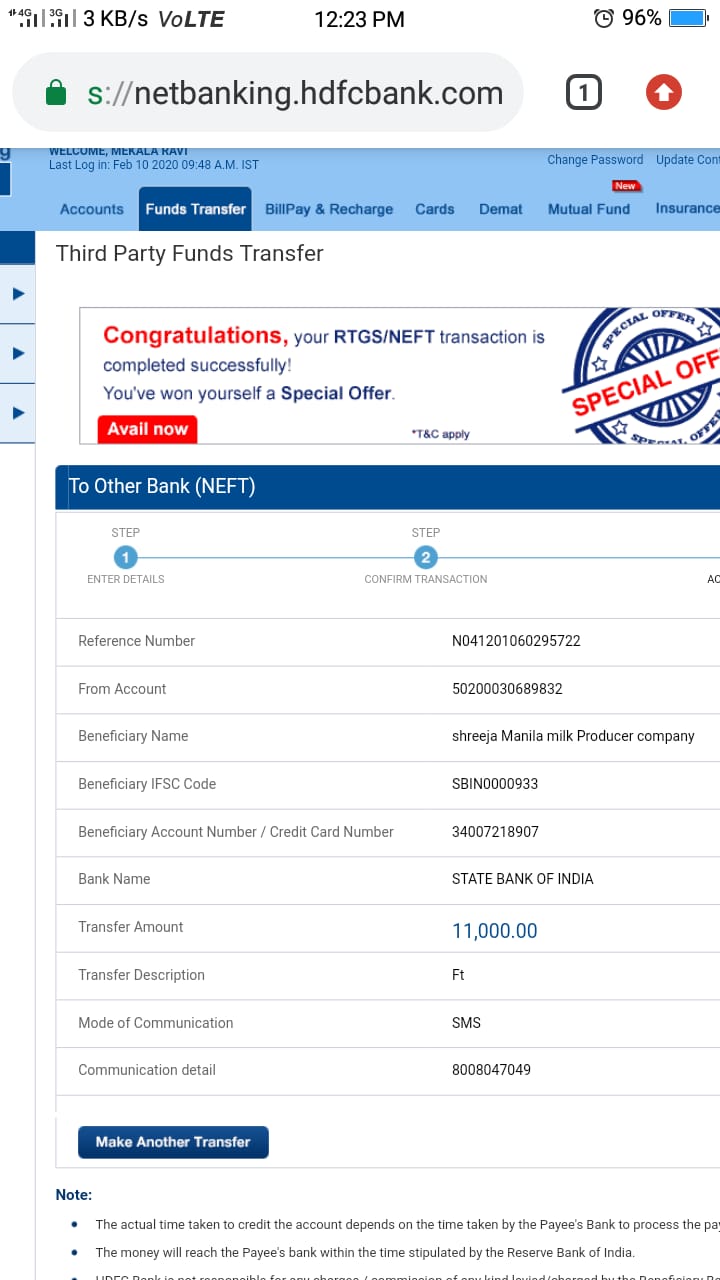 4G 3G 3 KB/s VoLTE 12:23 PM 96%
s://netbanking.hdfcbank.com 1
g
WELCOME, MEKALA RAVI
Last Log in: Feb 10 2020 09:48 A.M. IST Change Password Update Cont
New
Accounts Funds Transfer BillPay & Recharge Cards Demat Mutual Fund Insurance
Third Party Funds Transfer
Congratulations, your RTGS/NEFT transaction is
completed successfully!
You've won yourself a Special Offer.
Avail now
*T&C apply
SPECIAL OFFER
SPECIAL OFF
SPECIAL OFFE
To Other Bank (NEFT)
STEP STEP
1 2
ENTER DETAILS CONFIRM TRANSACTION AC
Reference Number N041201060295722
From Account 50200030689832
Beneficiary Name shreeja Manila milk Producer company
Beneficiary IFSC Code SBIN0000933
Beneficiary Account Number / Credit Card Number 34007218907
Bank Name STATE BANK OF INDIA
Transfer Amount 11,000.00
Transfer Description Ft
Mode of Communication SMS
Communication detail 8008047049
Make Another Transfer
Note:
• The actual time taken to credit the account depends on the time taken by the Payee's Bank to process the pay
• The money will reach the Payee's bank within the time stipulated by the Reserve Bank of India.